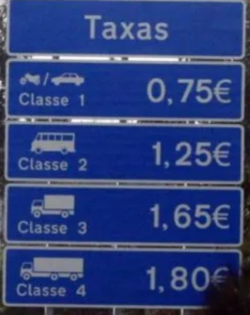 Taxas
Classe 1 0,75€
Classe 2 1,25€
Classe 3 1,65€
Classe 4 1,80€